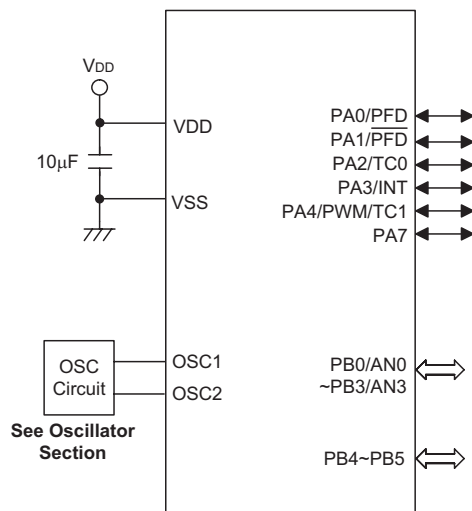 VDD
VDD
10μF
VSS
OSC
Circuit
OSC1
OSC2
See Oscillator
Section
PA0/PFD
PA1/P̅F̅D̅
PA2/TC0
PA3/INT
PA4/PWM/TC1
PA7
PB0/AN0
~PB3/AN3
PB4~PB5